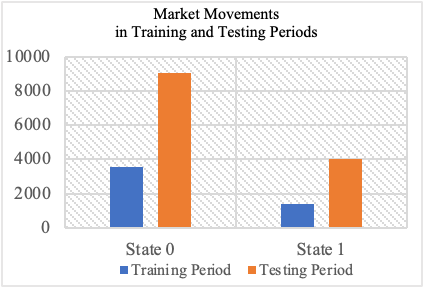 Market Movements
in Training and Testing Periods
10000
8000
6000
4000
2000
0
State 0
State 1
Training Period
Testing Period